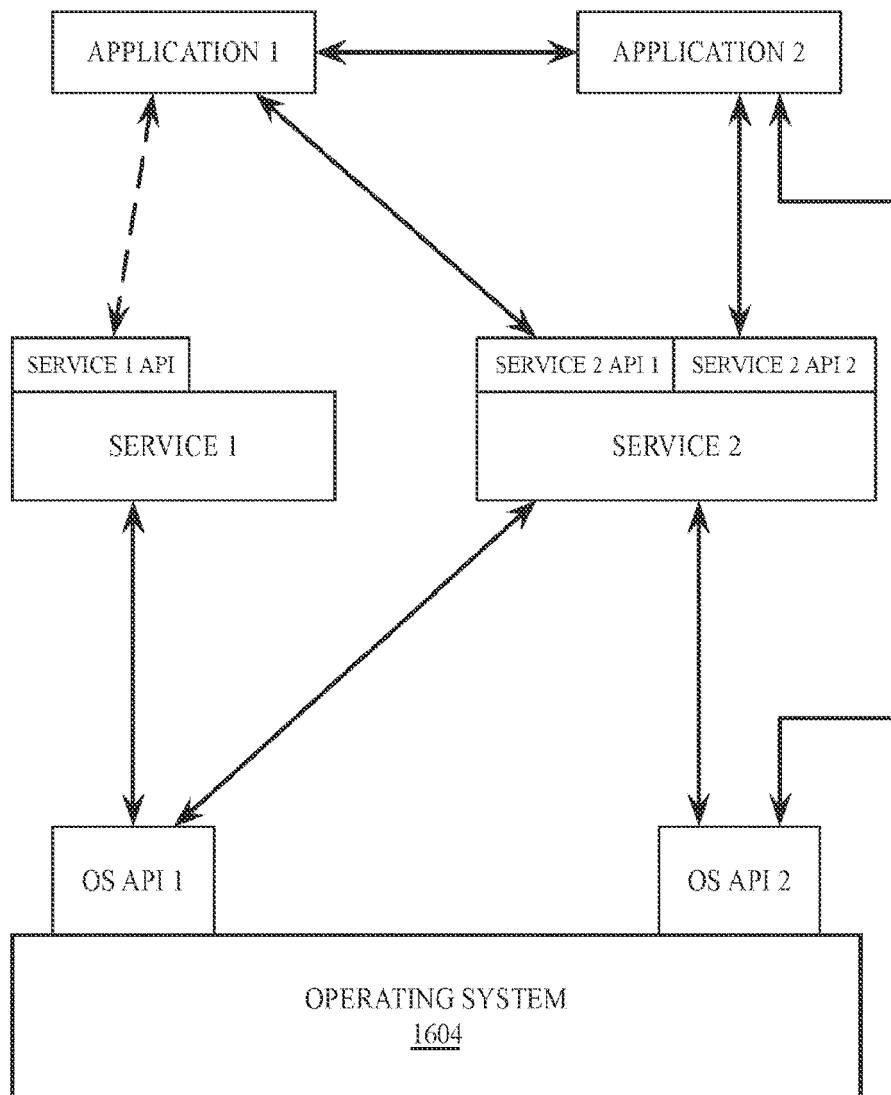 APPLICATION 1
APPLICATION 2
SERVICE 1 API
SERVICE 2 API 1
SERVICE 2 API 2
SERVICE 1
SERVICE 2
OS API 1
OS API 2
OPERATING SYSTEM
1604